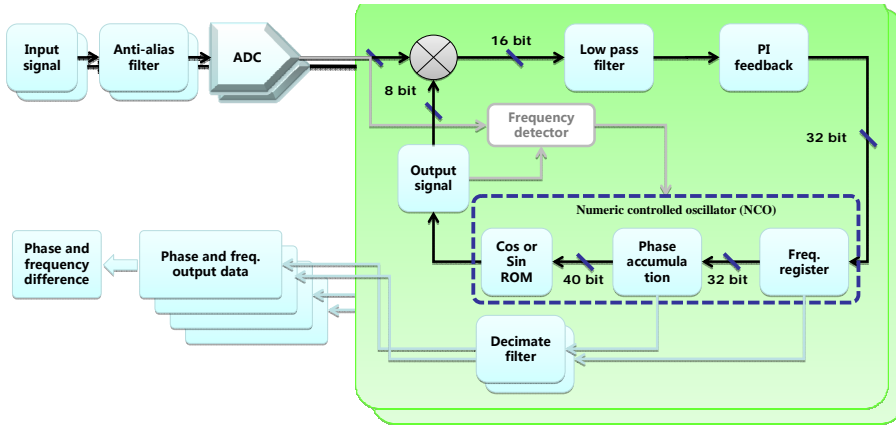 Input
signal
Anti-alias
filter
ADC
8 bit
16 bit
Low pass
filter
PI
feedback
32 bit
Frequency
detector
Output
signal
Numeric controlled oscillator (NCO)
Cos or
Sin
ROM
40 bit
Phase
accumula
tion
32 bit
Freq.
register
Phase and
frequency
difference
Phase and freq.
output data
Decimate
filter